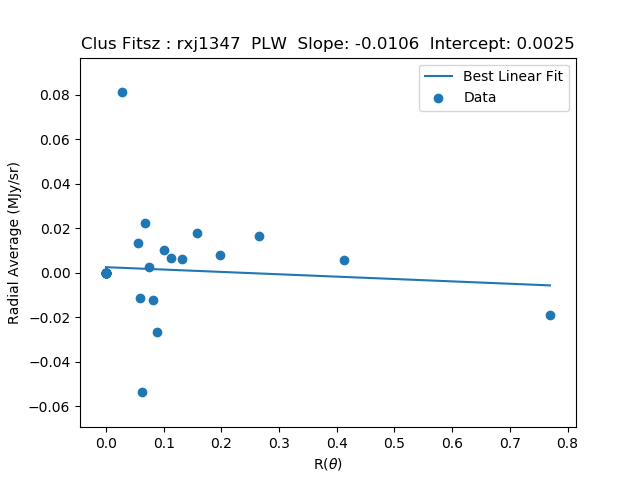 Clus Fitsz : rxj1347  PLW  Slope: -0.0106  Intercept: 0.0025
Best Linear Fit
Data
Radial Average (MJy/sr)
0.08
0.06
0.04
0.02
0.00
−0.02
−0.04
−0.06
0.0 0.1 0.2 0.3 0.4 0.5 0.6 0.7 0.8
R(θ)